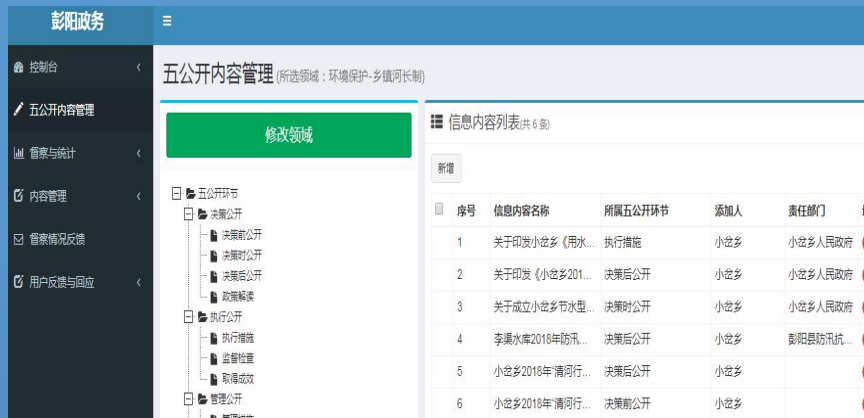 彭阳政务
控制台
五公开内容管理
督察与统计
内容管理
督察情况反馈
用户反馈与回应
五公开内容管理 (所选领域：环境保护-乡镇河长制)
修改领域
五公开环节
决策公开
决策前公开
决策时公开
决策后公开
政策解读
执行公开
执行措施
监督检查
取得成效
管理公开
信息内容列表(共 6 条)
新增
序号 信息内容名称 所属五公开环节 添加人 责任部门
1 关于印发小岔乡《用水... 执行措施 小岔乡 小岔乡人民政府
2 关于印发《小岔乡201... 决策后公开 小岔乡 小岔乡人民政府
3 关于成立小岔乡节水型... 决策时公开 小岔乡 小岔乡人民政府
4 李渠水库2018年防汛... 决策后公开 小岔乡 彭阳县防汛抗...
5 小岔乡2018年“清河行... 决策后公开 小岔乡
6 小岔乡2018年“清河行... 决策前公开 小岔乡